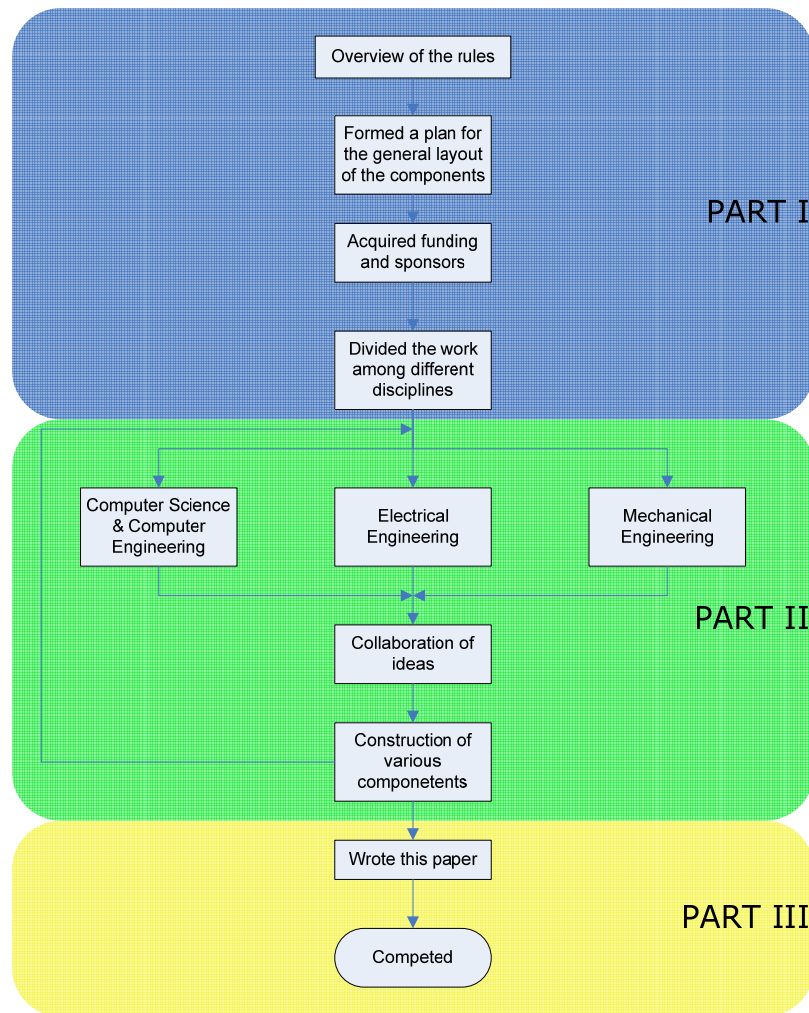 Overview of the rules
Formed a plan for
the general layout
of the components
PART I
Acquired funding
and sponsors
Divided the work
among different
disciplines
Computer Science
& Computer
Engineering
Electrical
Engineering
Mechanical
Engineering
PART II
Collaboration of
ideas
Construction of
various
componetents
Wrote this paper
PART III
Competed